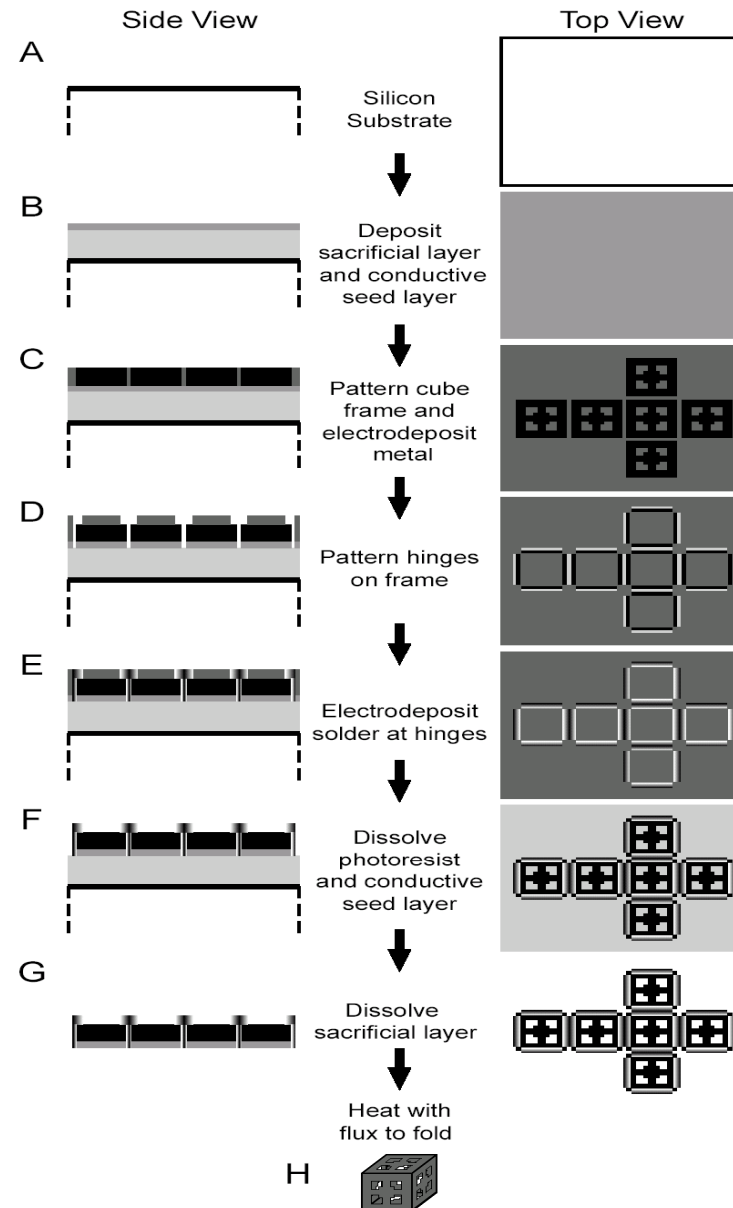 Side View
Top View
A
Silicon
Substrate
B
Deposit
sacrificial layer
and conductive
seed layer
C
Pattern cube
frame and
electrodeposit
metal
D
Pattern hinges
on frame
E
Electrodeposit
solder at hinges
F
Dissolve
photoresist
and conductive
seed layer
G
Dissolve
sacrificial layer
Heat with
flux to fold
H